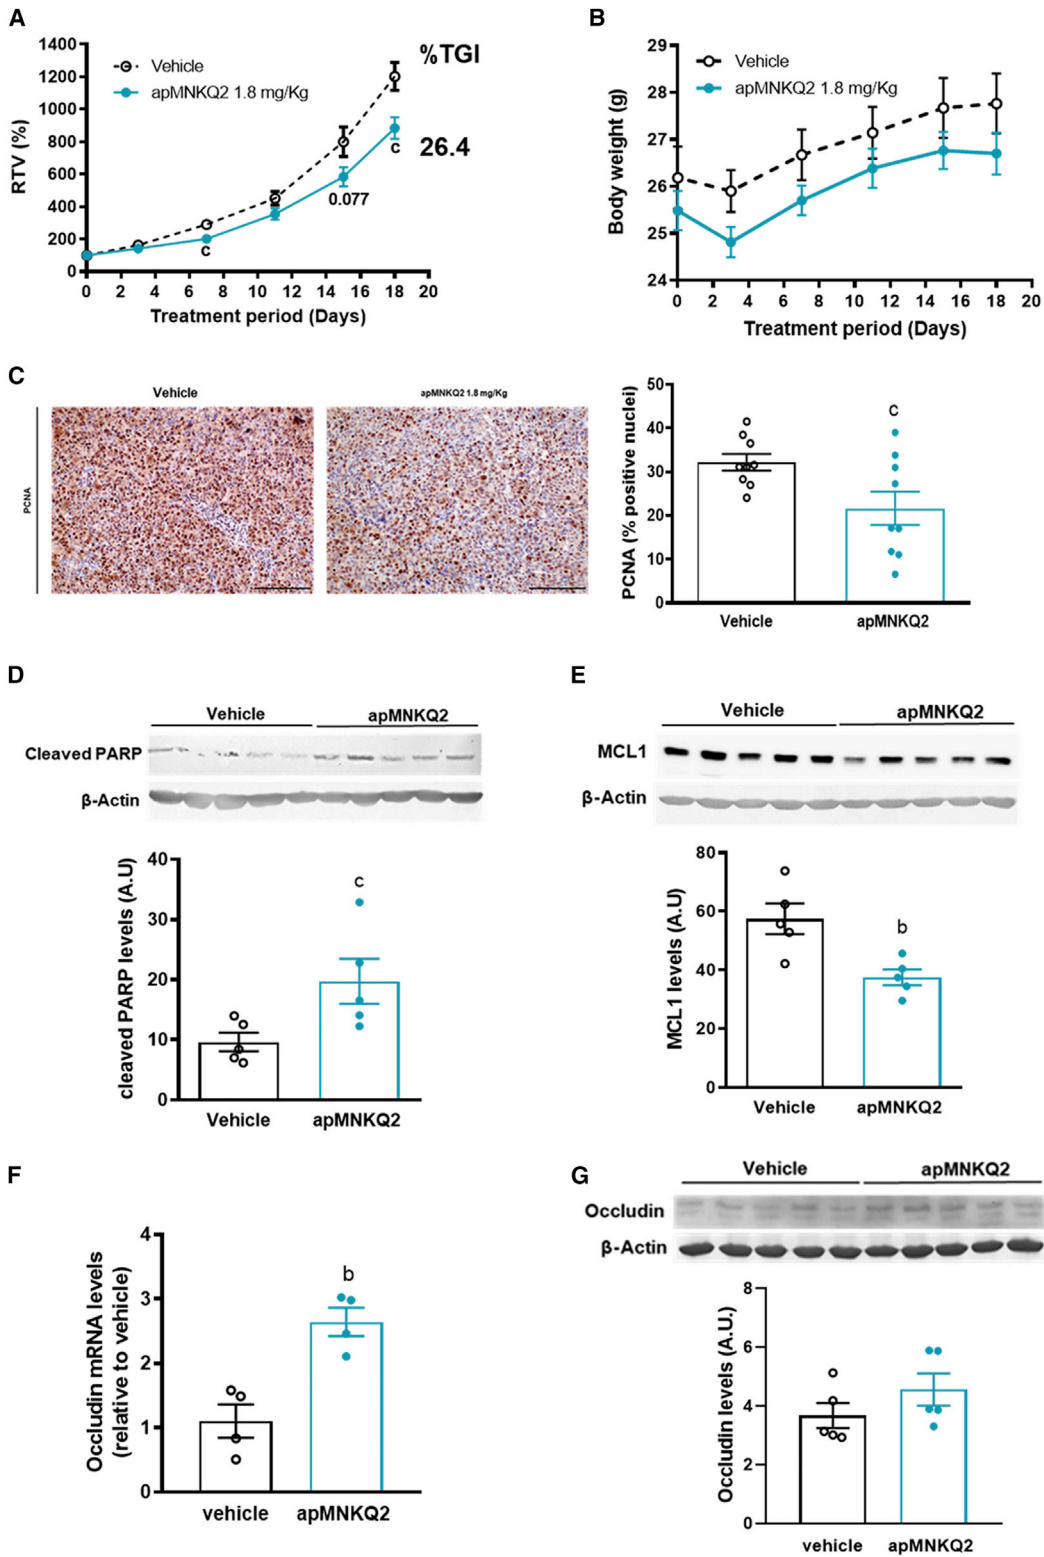 A
1400
1200
1000
800
600
400
200
0
RTV (%)
Vehicle
apMNKQ2 1.8 mg/Kg
%TGI
26.4
0.077
c
c
0 2 4 6 8 10 12 14 16 18 20
Treatment period (Days)
B
29
28
27
26
25
24
Body weight (g)
Vehicle
apMNKQ2 1.8 mg/Kg
0 2 4 6 8 10 12 14 16 18 20
Treatment period (Days)
C
Vehicle
apMNKQ2 1.8 mg/Kg
PCNA
50
40
30
20
10
0
PCNA (% positive nuclei)
c
Vehicle apMNKQ2
D
Vehicle apMNKQ2
Cleaved PARP
β-Actin
40
30
20
10
0
cleaved PARP levels (A.U)
c
Vehicle apMNKQ2
E
Vehicle apMNKQ2
MCL1
β-Actin
80
60
40
20
0
MCL1 levels (A.U)
b
Vehicle apMNKQ2
F
4
3
2
1
0
Occludin mRNA levels
(relative to vehicle)
b
vehicle apMNKQ2
G
Vehicle apMNKQ2
Occludin
β-Actin
8
6
4
2
0
Occludin levels (A.U.)
vehicle apMNKQ2